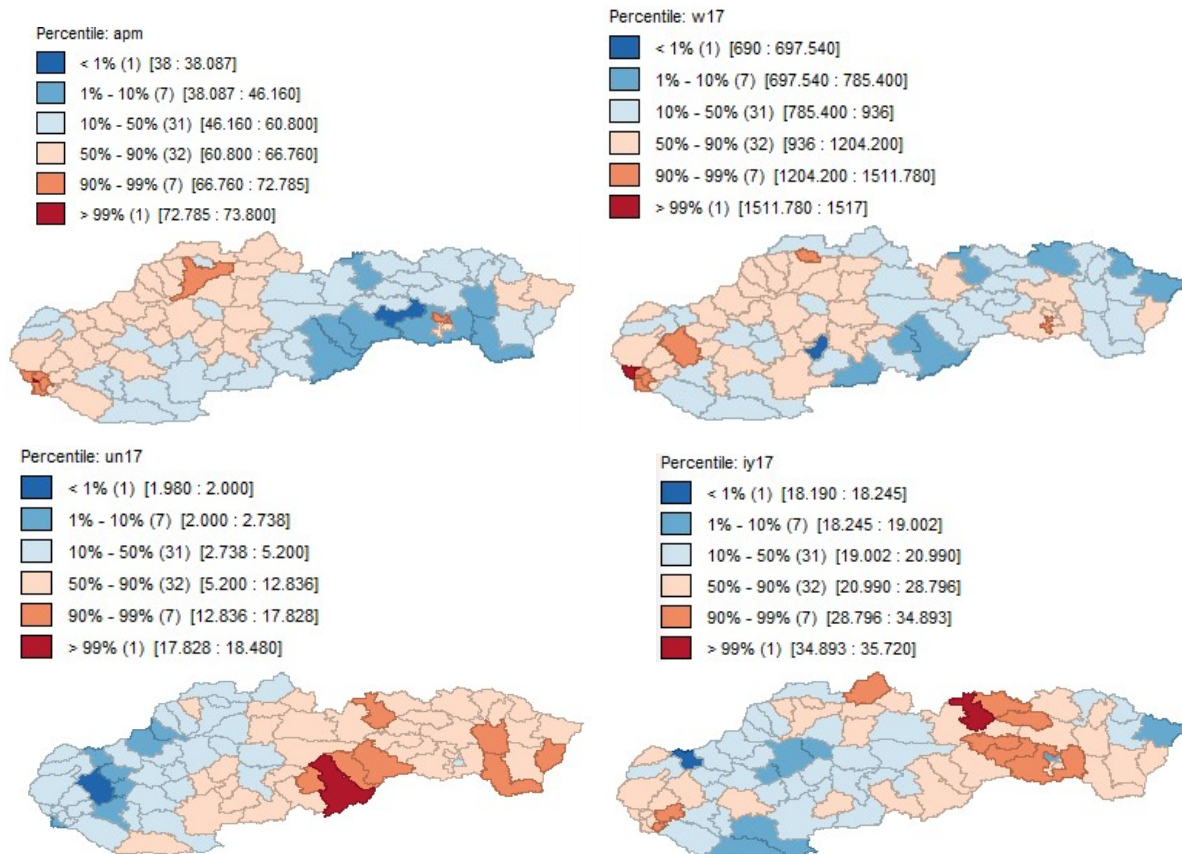 Percentile: apm
< 1% (1) [38 : 38.087]
1% - 10% (7) [38.087 : 46.160]
10% - 50% (31) [46.160 : 60.800]
50% - 90% (32) [60.800 : 66.760]
90% - 99% (7) [66.760 : 72.785]
> 99% (1) [72.785 : 73.800]
Percentile: w17
< 1% (1) [690 : 697.540]
1% - 10% (7) [697.540 : 785.400]
10% - 50% (31) [785.400 : 936]
50% - 90% (32) [936 : 1204.200]
90% - 99% (7) [1204.200 : 1511.780]
> 99% (1) [1511.780 : 1517]
Percentile: un17
< 1% (1) [1.980 : 2.000]
1% - 10% (7) [2.000 : 2.738]
10% - 50% (31) [2.738 : 5.200]
50% - 90% (32) [5.200 : 12.836]
90% - 99% (7) [12.836 : 17.828]
> 99% (1) [17.828 : 18.480]
Percentile: iy17
< 1% (1) [18.190 : 18.245]
1% - 10% (7) [18.245 : 19.002]
10% - 50% (31) [19.002 : 20.990]
50% - 90% (32) [20.990 : 28.796]
90% - 99% (7) [28.796 : 34.893]
> 99% (1) [34.893 : 35.720]